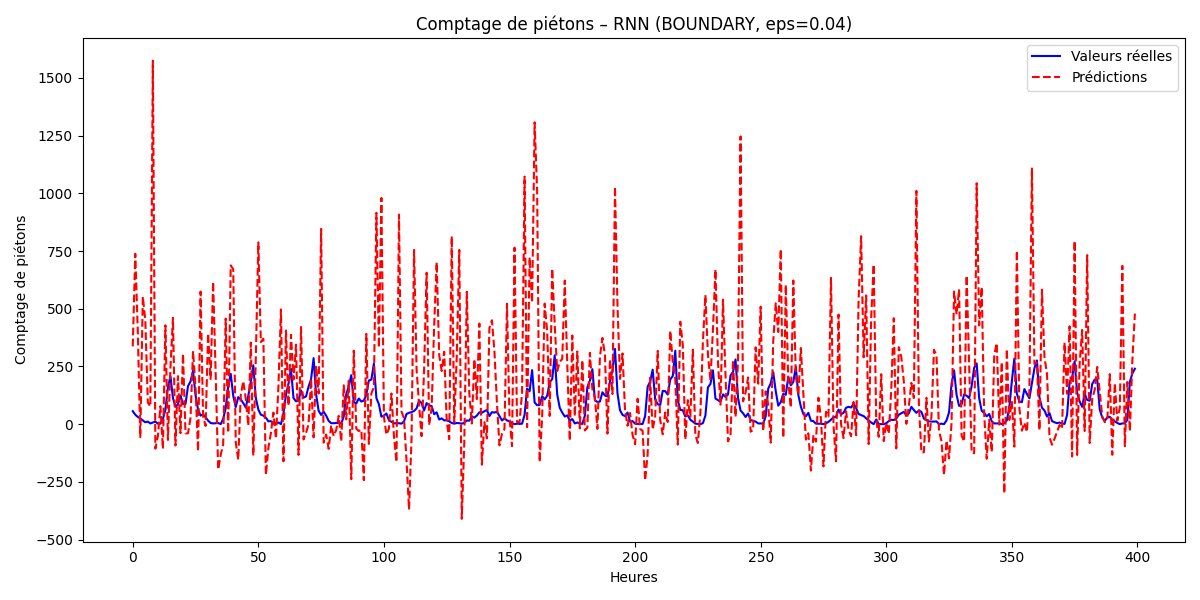 Comptage de piétons – RNN (BOUNDARY, eps=0.04)
Valeurs réelles
Prédictions
Comptage de piétons
1500
1250
1000
750
500
250
0
−250
−500
0 50 100 150 200 250 300 350 400
Heures